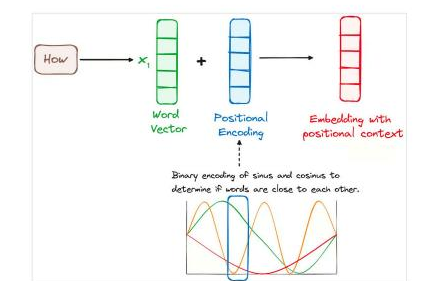 How
x₁
+
Word
Vector
Positional
Encoding
Embedding with
positional context
Binary encoding of sinus and cosinus to
determine if words are close to each other.